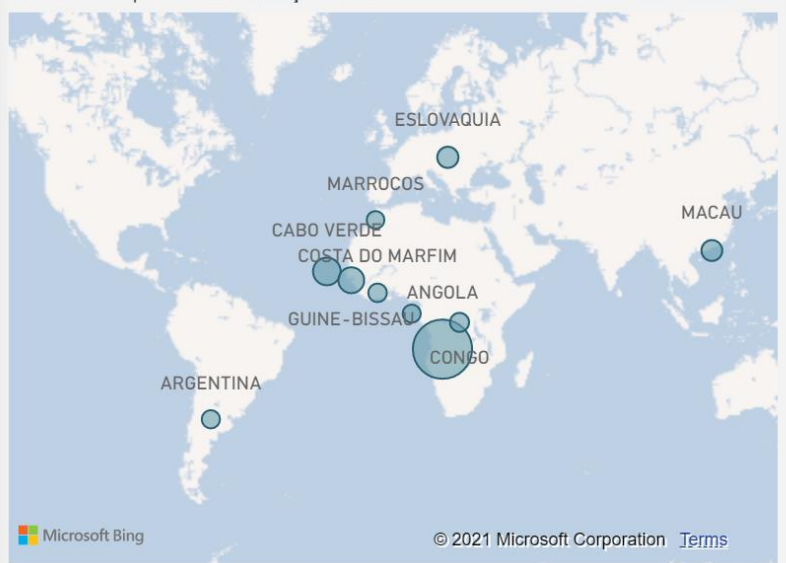 ESLOVAQUIA
MARROCOS
MACAU
CABO VERDE
COSTA DO MARFIM
ANGOLA
GUINE-BISSAU
CONGO
ARGENTINA
Microsoft Bing
© 2021 Microsoft Corporation Terms